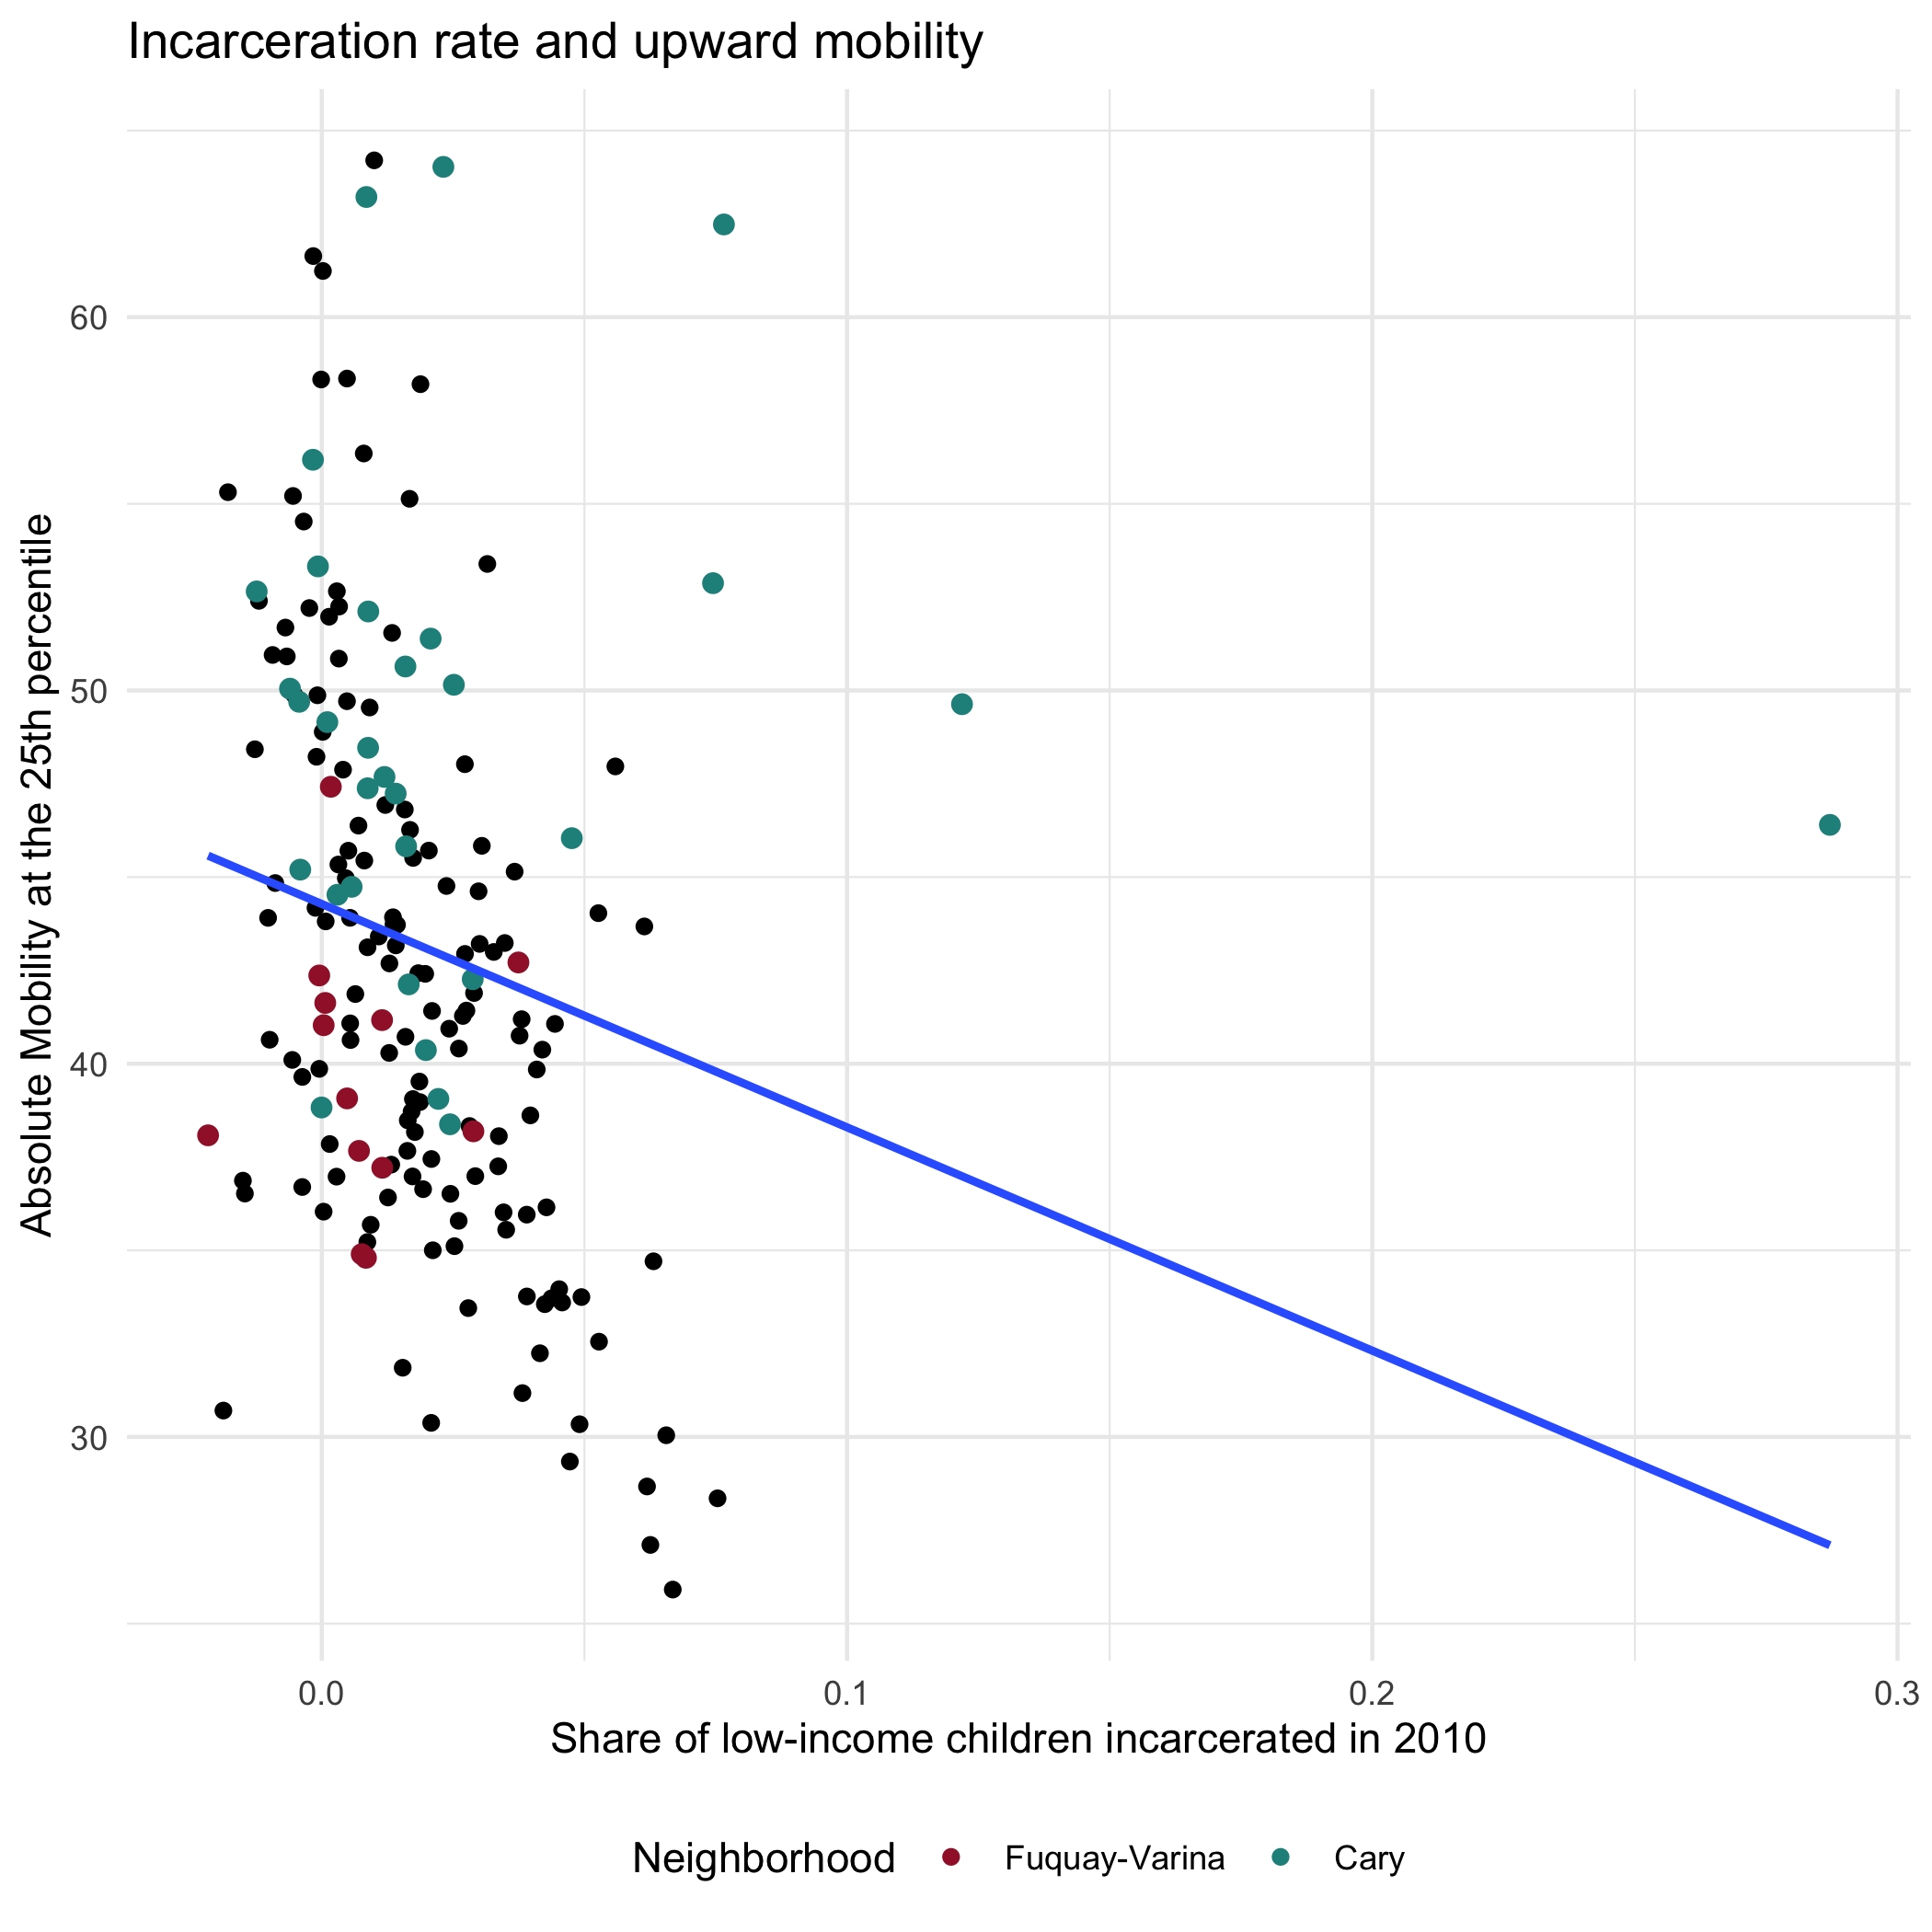 Incarceration rate and upward mobility
Absolute Mobility at the 25th percentile
60
50
40
30
0.0 0.1 0.2 0.3
Share of low-income children incarcerated in 2010
Neighborhood Fuquay-Varina Cary